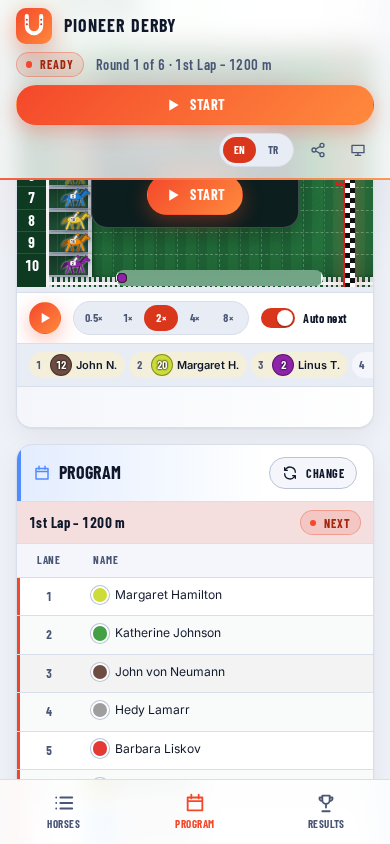 PIONEER DERBY
READY Round 1 of 6 · 1st Lap – 1200 m
START
EN TR
START
7
8
9
10
0.5× 1× 2× 4× 8× Auto next
1 12 John N. 2 20 Margaret H. 3 2 Linus T. 4
PROGRAM CHANGE
1st Lap – 1200 m NEXT
LANE NAME
1 Margaret Hamilton
2 Katherine Johnson
3 John von Neumann
4 Hedy Lamarr
5 Barbara Liskov
HORSES PROGRAM RESULTS